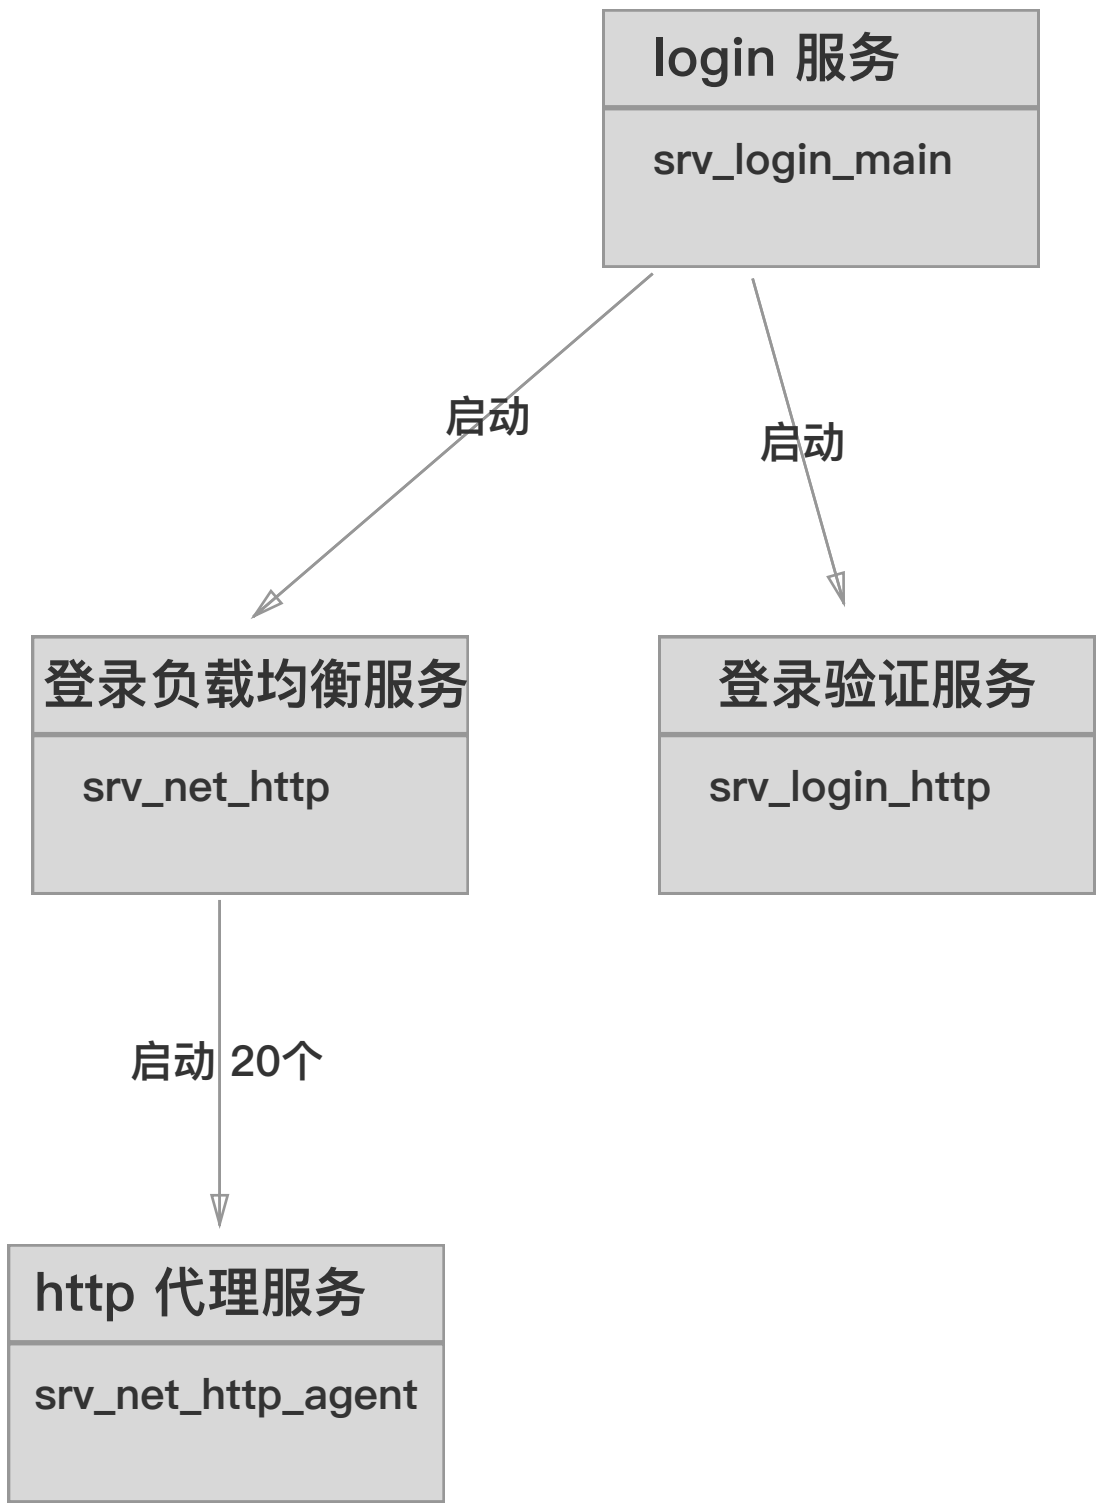 login 服务
srv_login_main
启动
启动
登录负载均衡服务
srv_net_http
登录验证服务
srv_login_http
启动 20个
http 代理服务
srv_net_http_agent